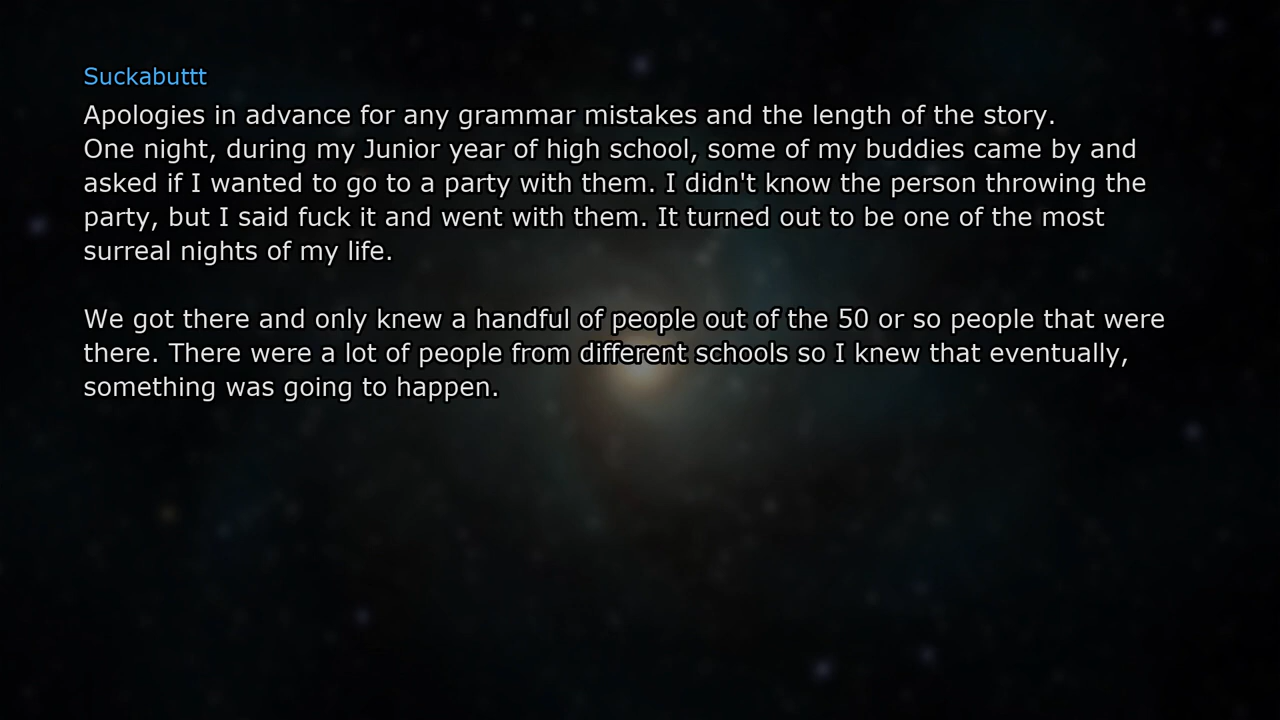 Suckabuttt
Apologies in advance for any grammar mistakes and the length of the story.
One night, during my Junior year of high school, some of my buddies came by and
asked if I wanted to go to a party with them. I didn't know the person throwing the
party, but I said fuck it and went with them. It turned out to be one of the most
surreal nights of my life.
We got there and only knew a handful of people out of the 50 or so people that were
there. There were a lot of people from different schools so I knew that eventually,
something was going to happen.